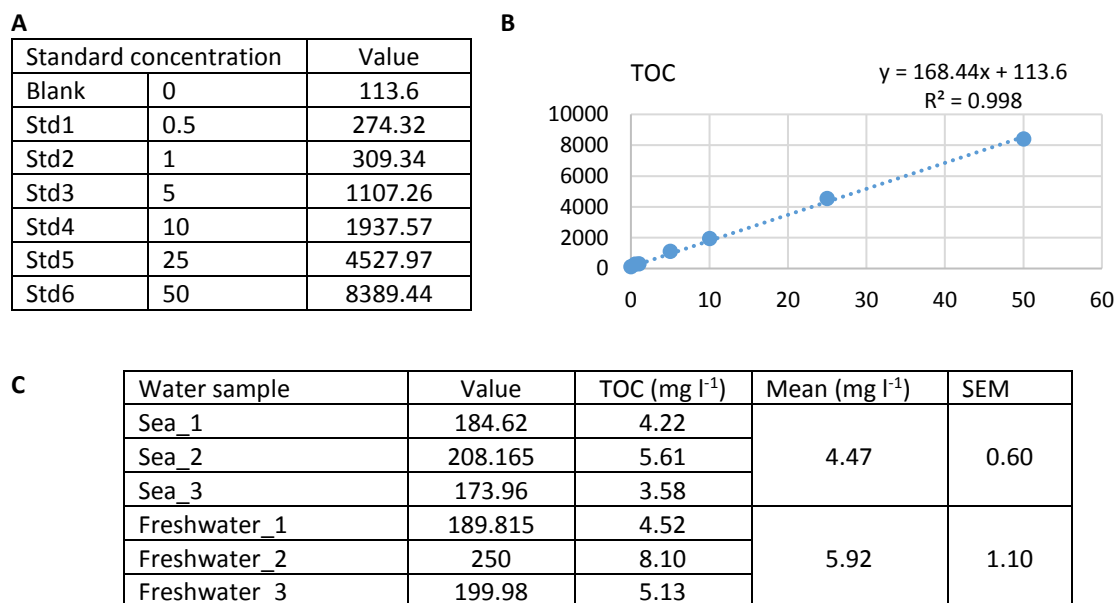 A
Standard concentration Value
Blank 0 113.6
Std1 0.5 274.32
Std2 1 309.34
Std3 5 1107.26
Std4 10 1937.57
Std5 25 4527.97
Std6 50 8389.44
B
TOC
y = 168.44x + 113.6
R² = 0.998
10000
8000
6000
4000
2000
0
0 10 20 30 40 50 60
C
Water sample Value TOC (mg l⁻¹) Mean (mg l⁻¹) SEM
Sea_1 184.62 4.22
Sea_2 208.165 5.61 4.47 0.60
Sea_3 173.96 3.58
Freshwater_1 189.815 4.52
Freshwater_2 250 8.10 5.92 1.10
Freshwater_3 199.98 5.13